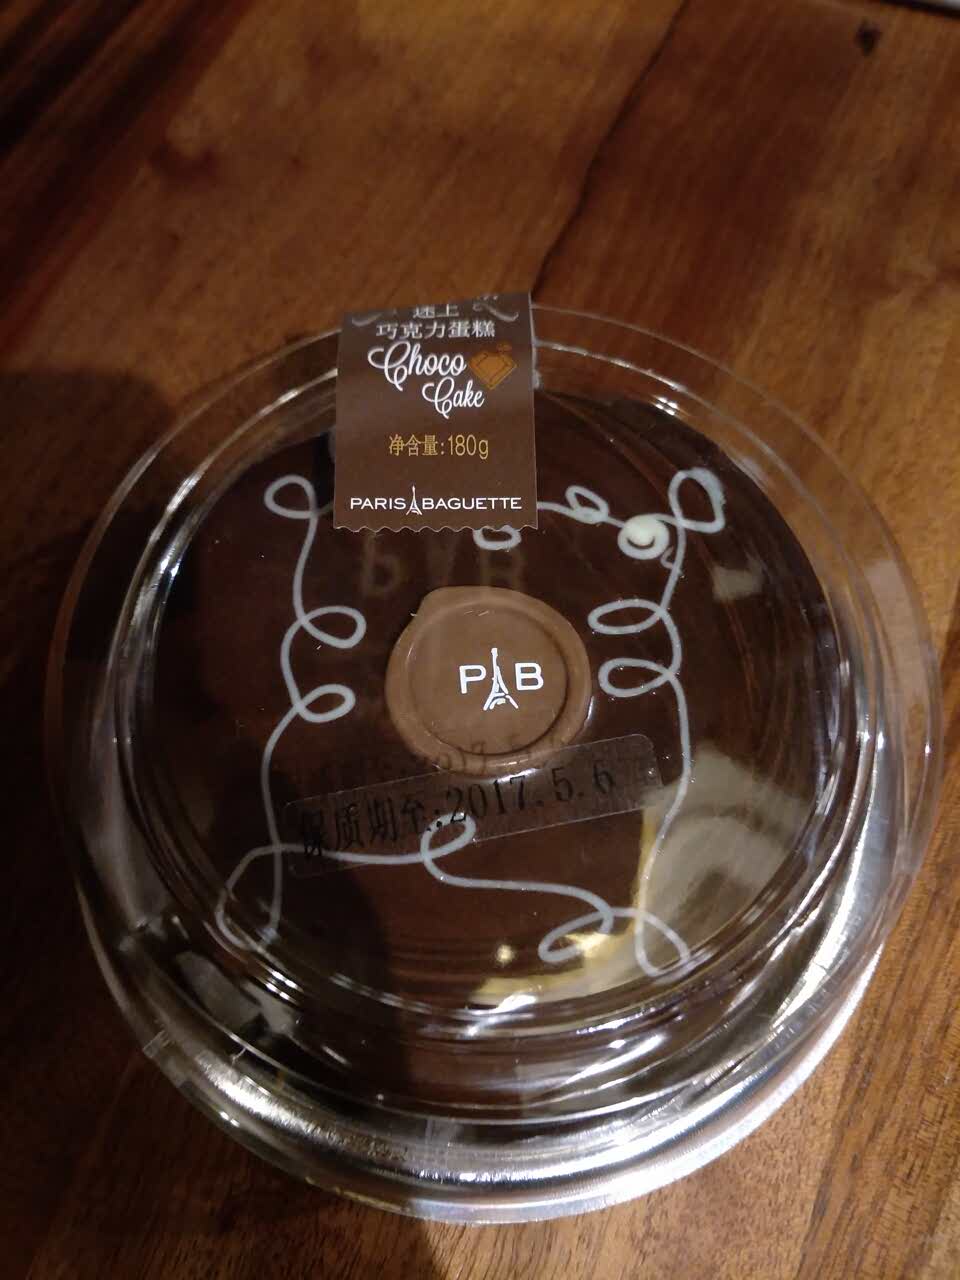 迷上
巧克力蛋糕
Choco
Cake
净含量:180g
PARIS BAGUETTE
P B
保质期至:2017.5.6